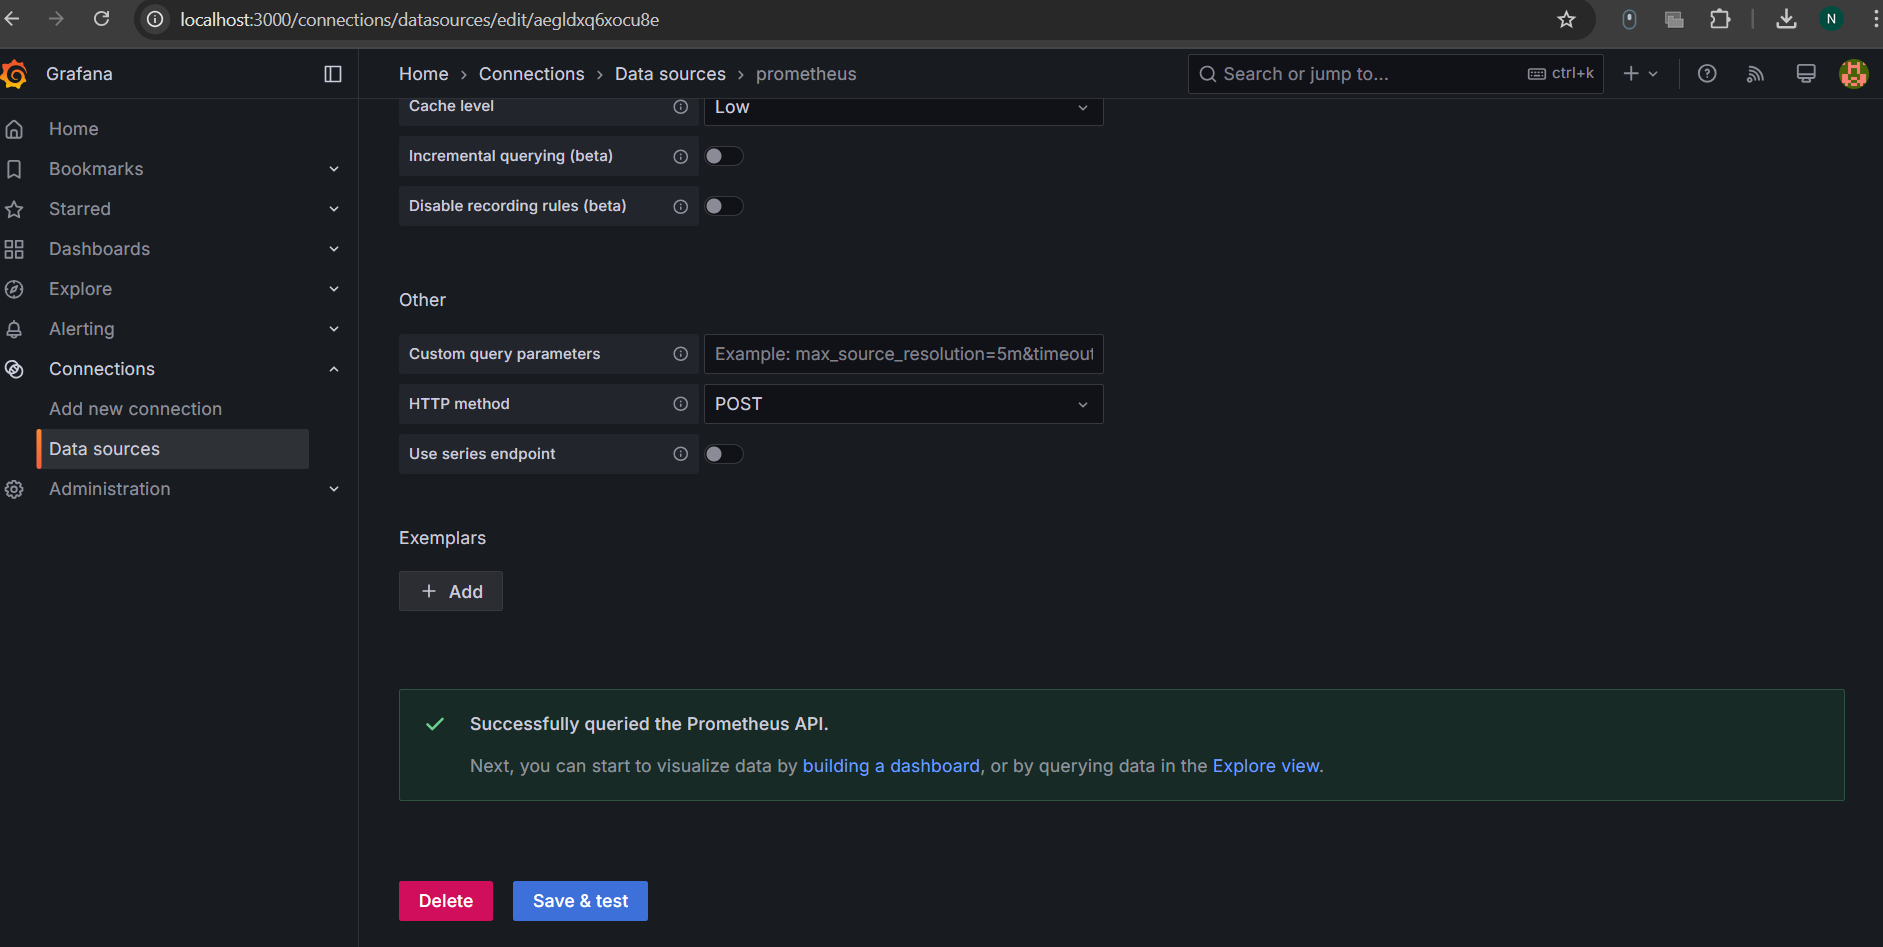 localhost:3000/connections/datasources/edit/aegldxq6xocu8e
N
Grafana
Home › Connections › Data sources › prometheus
Search or jump to...
ctrl+k
Home
Bookmarks
Starred
Dashboards
Explore
Alerting
Connections
Add new connection
Data sources
Administration
Cache level
Low
Incremental querying (beta)
Disable recording rules (beta)
Other
Custom query parameters
Example: max_source_resolution=5m&timeout
HTTP method
POST
Use series endpoint
Exemplars
+ Add
Successfully queried the Prometheus API.
Next, you can start to visualize data by building a dashboard, or by querying data in the Explore view.
Delete
Save & test